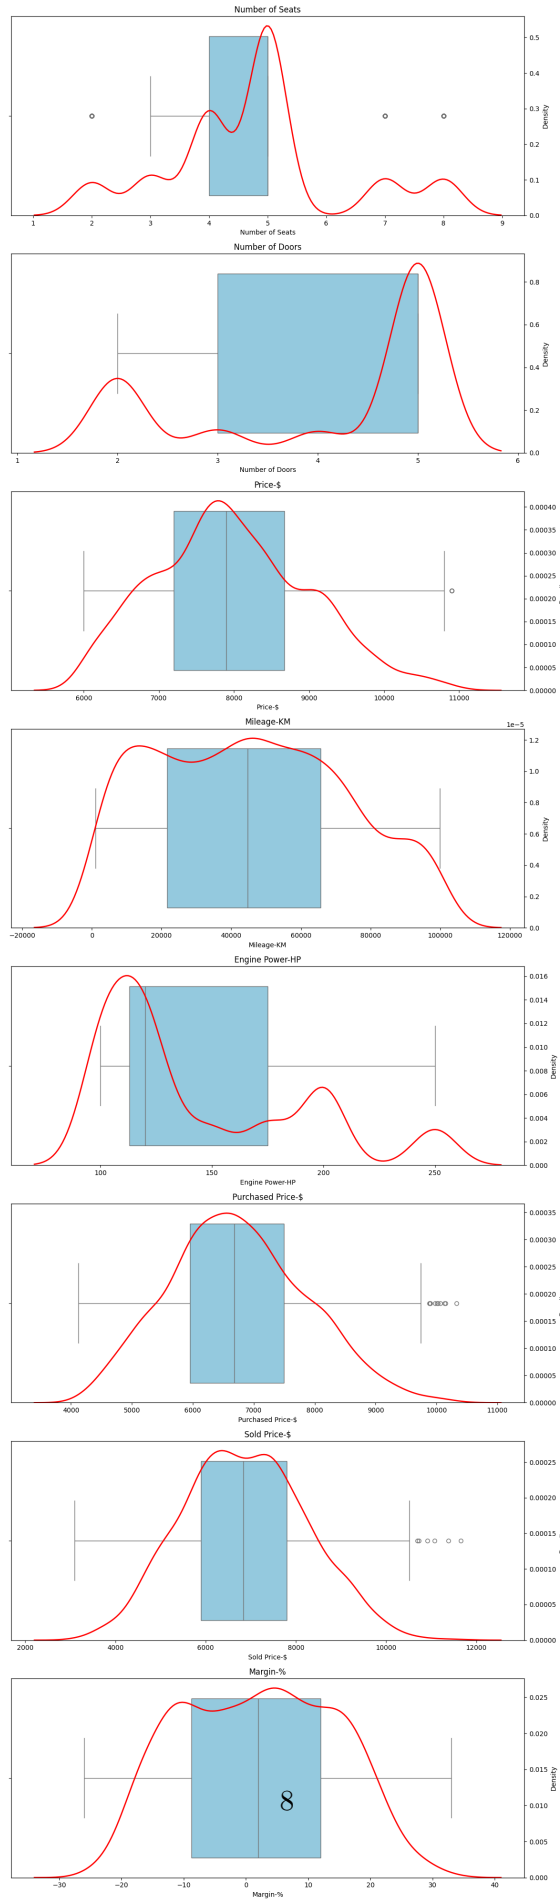 Number of Seats
0.5
0.4
0.3
0.2
0.1
0.0
Density
1 2 3 4 5 6 7 8 9
Number of Seats
Number of Doors
0.8
0.6
0.4
0.2
0.0
Density
1 2 3 4 5 6
Number of Doors
Price-$
0.00040
0.00035
0.00030
0.00025
0.00020
0.00015
0.00010
0.00005
0.00000
6000 7000 8000 9000 10000 11000
Price-$
Mileage-KM
1e−5
1.2
1.0
0.8
0.6
0.4
0.2
0.0
Density
−20000 0 20000 40000 60000 80000 100000 120000
Mileage-KM
Engine Power-HP
0.016
0.014
0.012
0.010
0.008
0.006
0.004
0.002
0.000
Density
100 150 200 250
Engine Power-HP
Purchased Price-$
0.00035
0.00030
0.00025
0.00020
0.00015
0.00010
0.00005
0.00000
4000 5000 6000 7000 8000 9000 10000 11000
Purchased Price-$
Sold Price-$
0.00025
0.00020
0.00015
0.00010
0.00005
0.00000
2000 4000 6000 8000 10000 12000
Sold Price-$
Margin-%
0.025
0.020
0.015
0.010
0.005
0.000
Density
8
−30 −20 −10 0 10 20 30 40
Margin-%